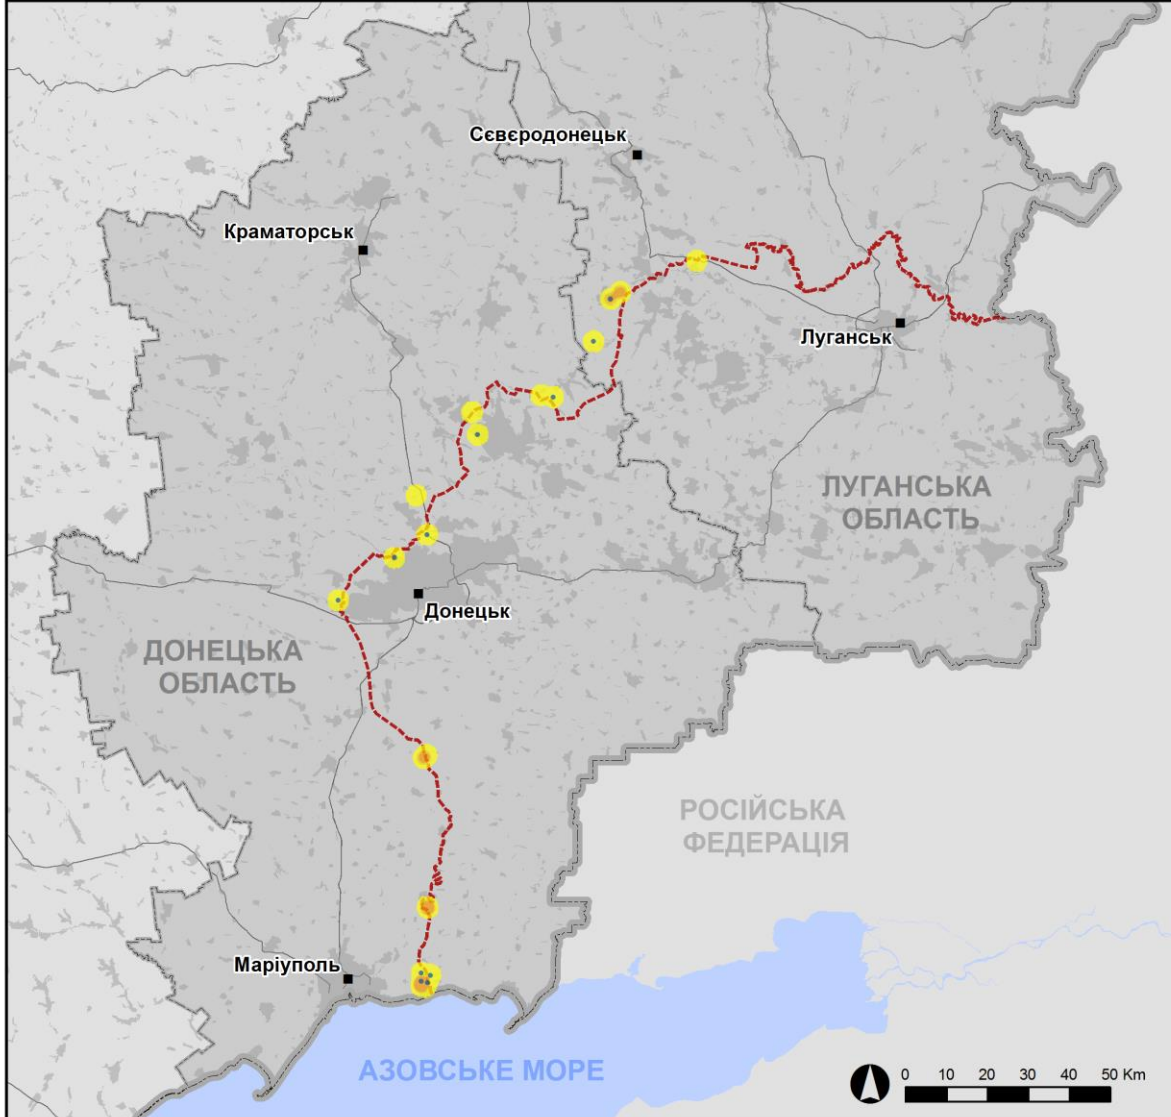 Сєвєродонецьк
Краматорськ
Луганськ
ЛУГАНСЬКА
ОБЛАСТЬ
Донецьк
ДОНЕЦЬКА
ОБЛАСТЬ
РОСІЙСЬКА
ФЕДЕРАЦІЯ
Маріуполь
АЗОВСЬКЕ МОРЕ
0 10 20 30 40 50 Km